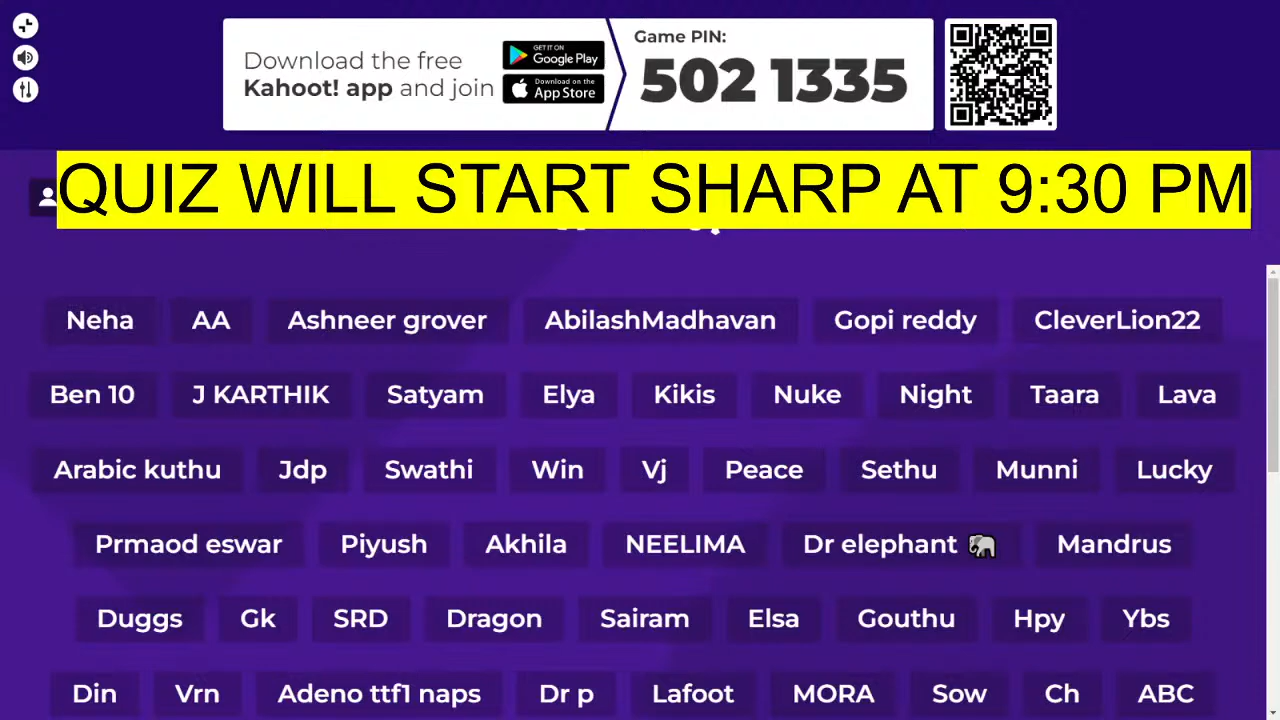 Download the free
Kahoot! app and join
GET IT ON
Google Play
Download on the
App Store
Game PIN:
502 1335
QUIZ WILL START SHARP AT 9:30 PM
Neha AA Ashneer grover AbilashMadhavan Gopi reddy CleverLion22
Ben 10 J KARTHIK Satyam Elya Kikis Nuke Night Taara Lava
Arabic kuthu Jdp Swathi Win Vj Peace Sethu Munni Lucky
Prmaod eswar Piyush Akhila NEELIMA Dr elephant 🐘 Mandrus
Duggs Gk SRD Dragon Sairam Elsa Gouthu Hpy Ybs
Din Vrn Adeno ttf1 naps Dr p Lafoot MORA Sow Ch ABC